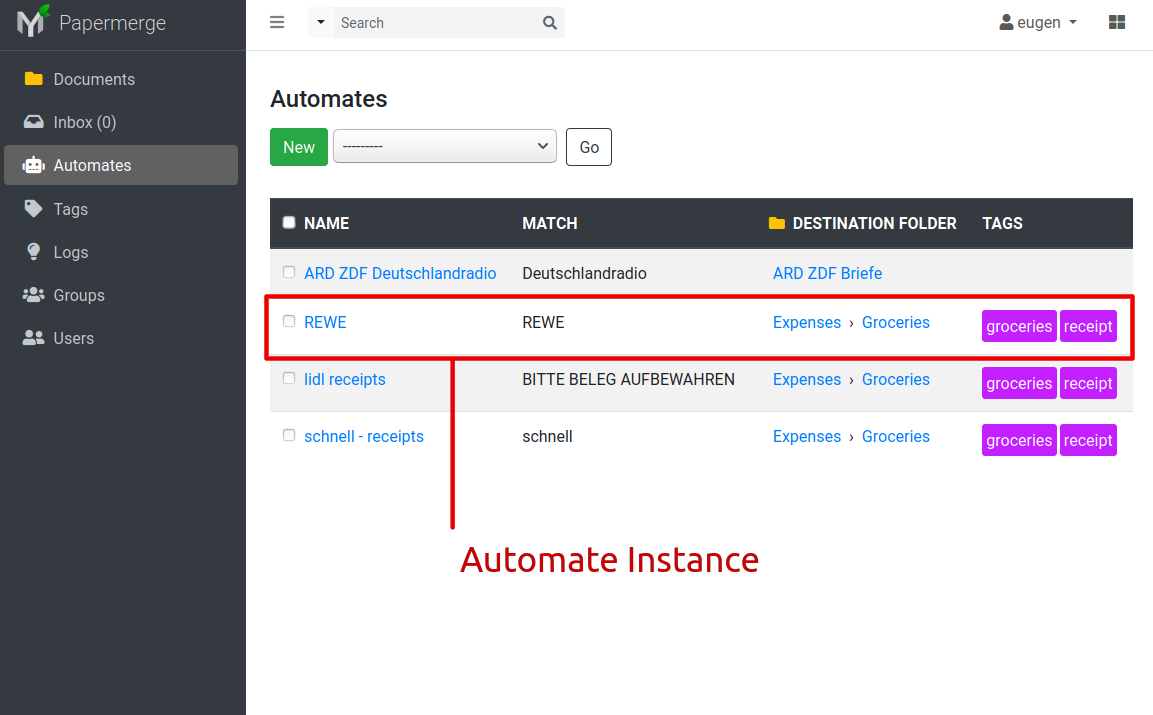 Papermerge
Search
eugen
Documents
Inbox (0)
Automates
Tags
Logs
Groups
Users
Automates
New
---------
Go
NAME MATCH DESTINATION FOLDER TAGS
ARD ZDF Deutschlandradio Deutschlandradio ARD ZDF Briefe
REWE REWE Expenses › Groceries groceries receipt
lidl receipts BITTE BELEG AUFBEWAHREN Expenses › Groceries groceries receipt
schnell - receipts schnell Expenses › Groceries groceries receipt
Automate Instance